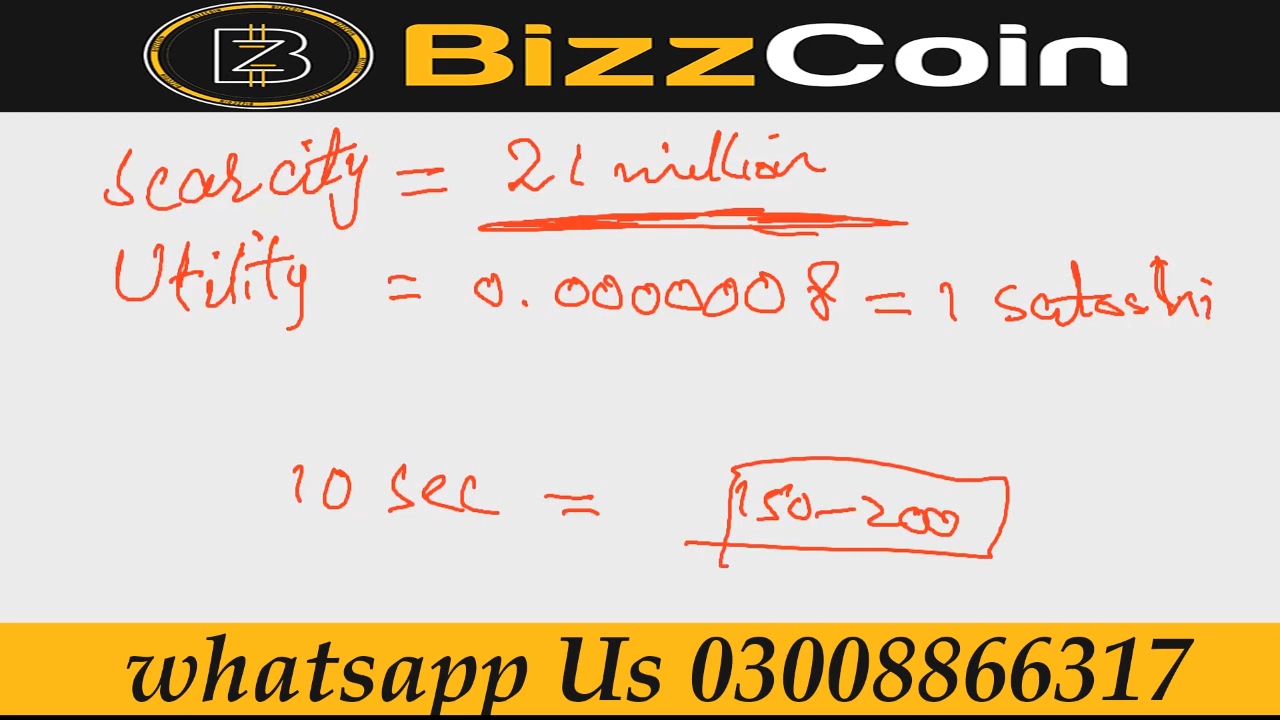 BizzCoin
Scarcity = 21 million
Utility = 0.0000008 = 1 satoshi
10 sec = 150-200
whatsapp Us 03008866317